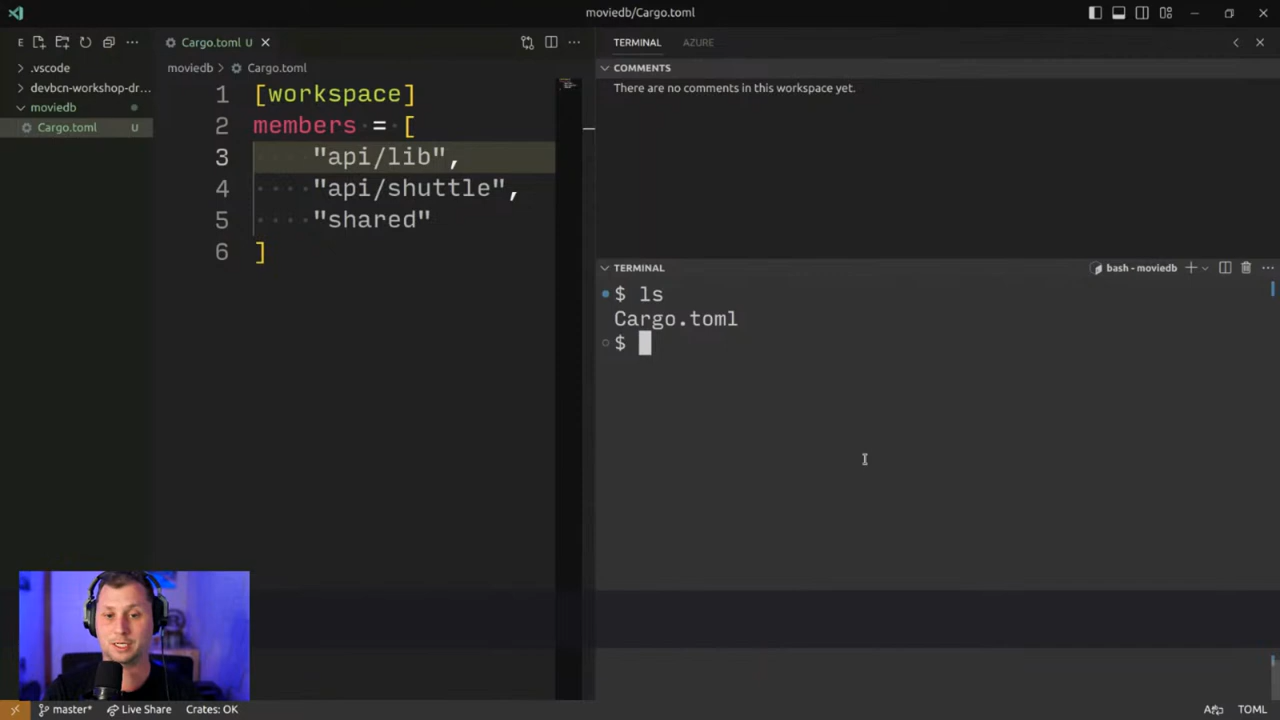 moviedb/Cargo.toml
E
Cargo.toml U
TERMINAL
AZURE
.vscode
devbcn-workshop-dr...
moviedb
Cargo.toml U
moviedb > Cargo.toml
1 [workspace]
2 members = [
3 "api/lib",
4 "api/shuttle",
5 "shared"
6 ]
COMMENTS
There are no comments in this workspace yet.
TERMINAL
bash - moviedb
$ ls
Cargo.toml
$
master*
Live Share
Crates: OK
TOML